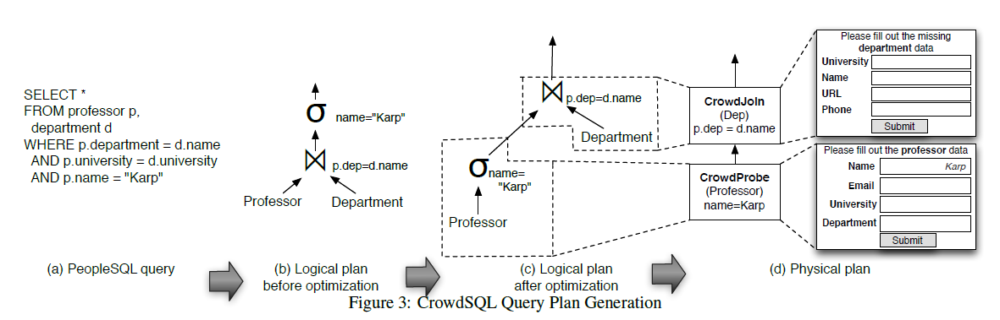 SELECT *
FROM professor p,
department d
WHERE p.department = d.name
AND p.university = d.university
AND p.name = "Karp"
(a) PeopleSQL query
σ name="Karp"
⋈ p.dep=d.name
Professor Department
(b) Logical plan
before optimization
⋈ p.dep=d.name
Department
σ name=
"Karp"
Professor
(c) Logical plan
after optimization
CrowdJoin
(Dep)
p.dep = d.name
CrowdProbe
(Professor)
name=Karp
Please fill out the missing
department data
University
Name
URL
Phone
Submit
Please fill out the professor data
Name Karp
Email
University
Department
Submit
(d) Physical plan
Figure 3: CrowdSQL Query Plan Generation